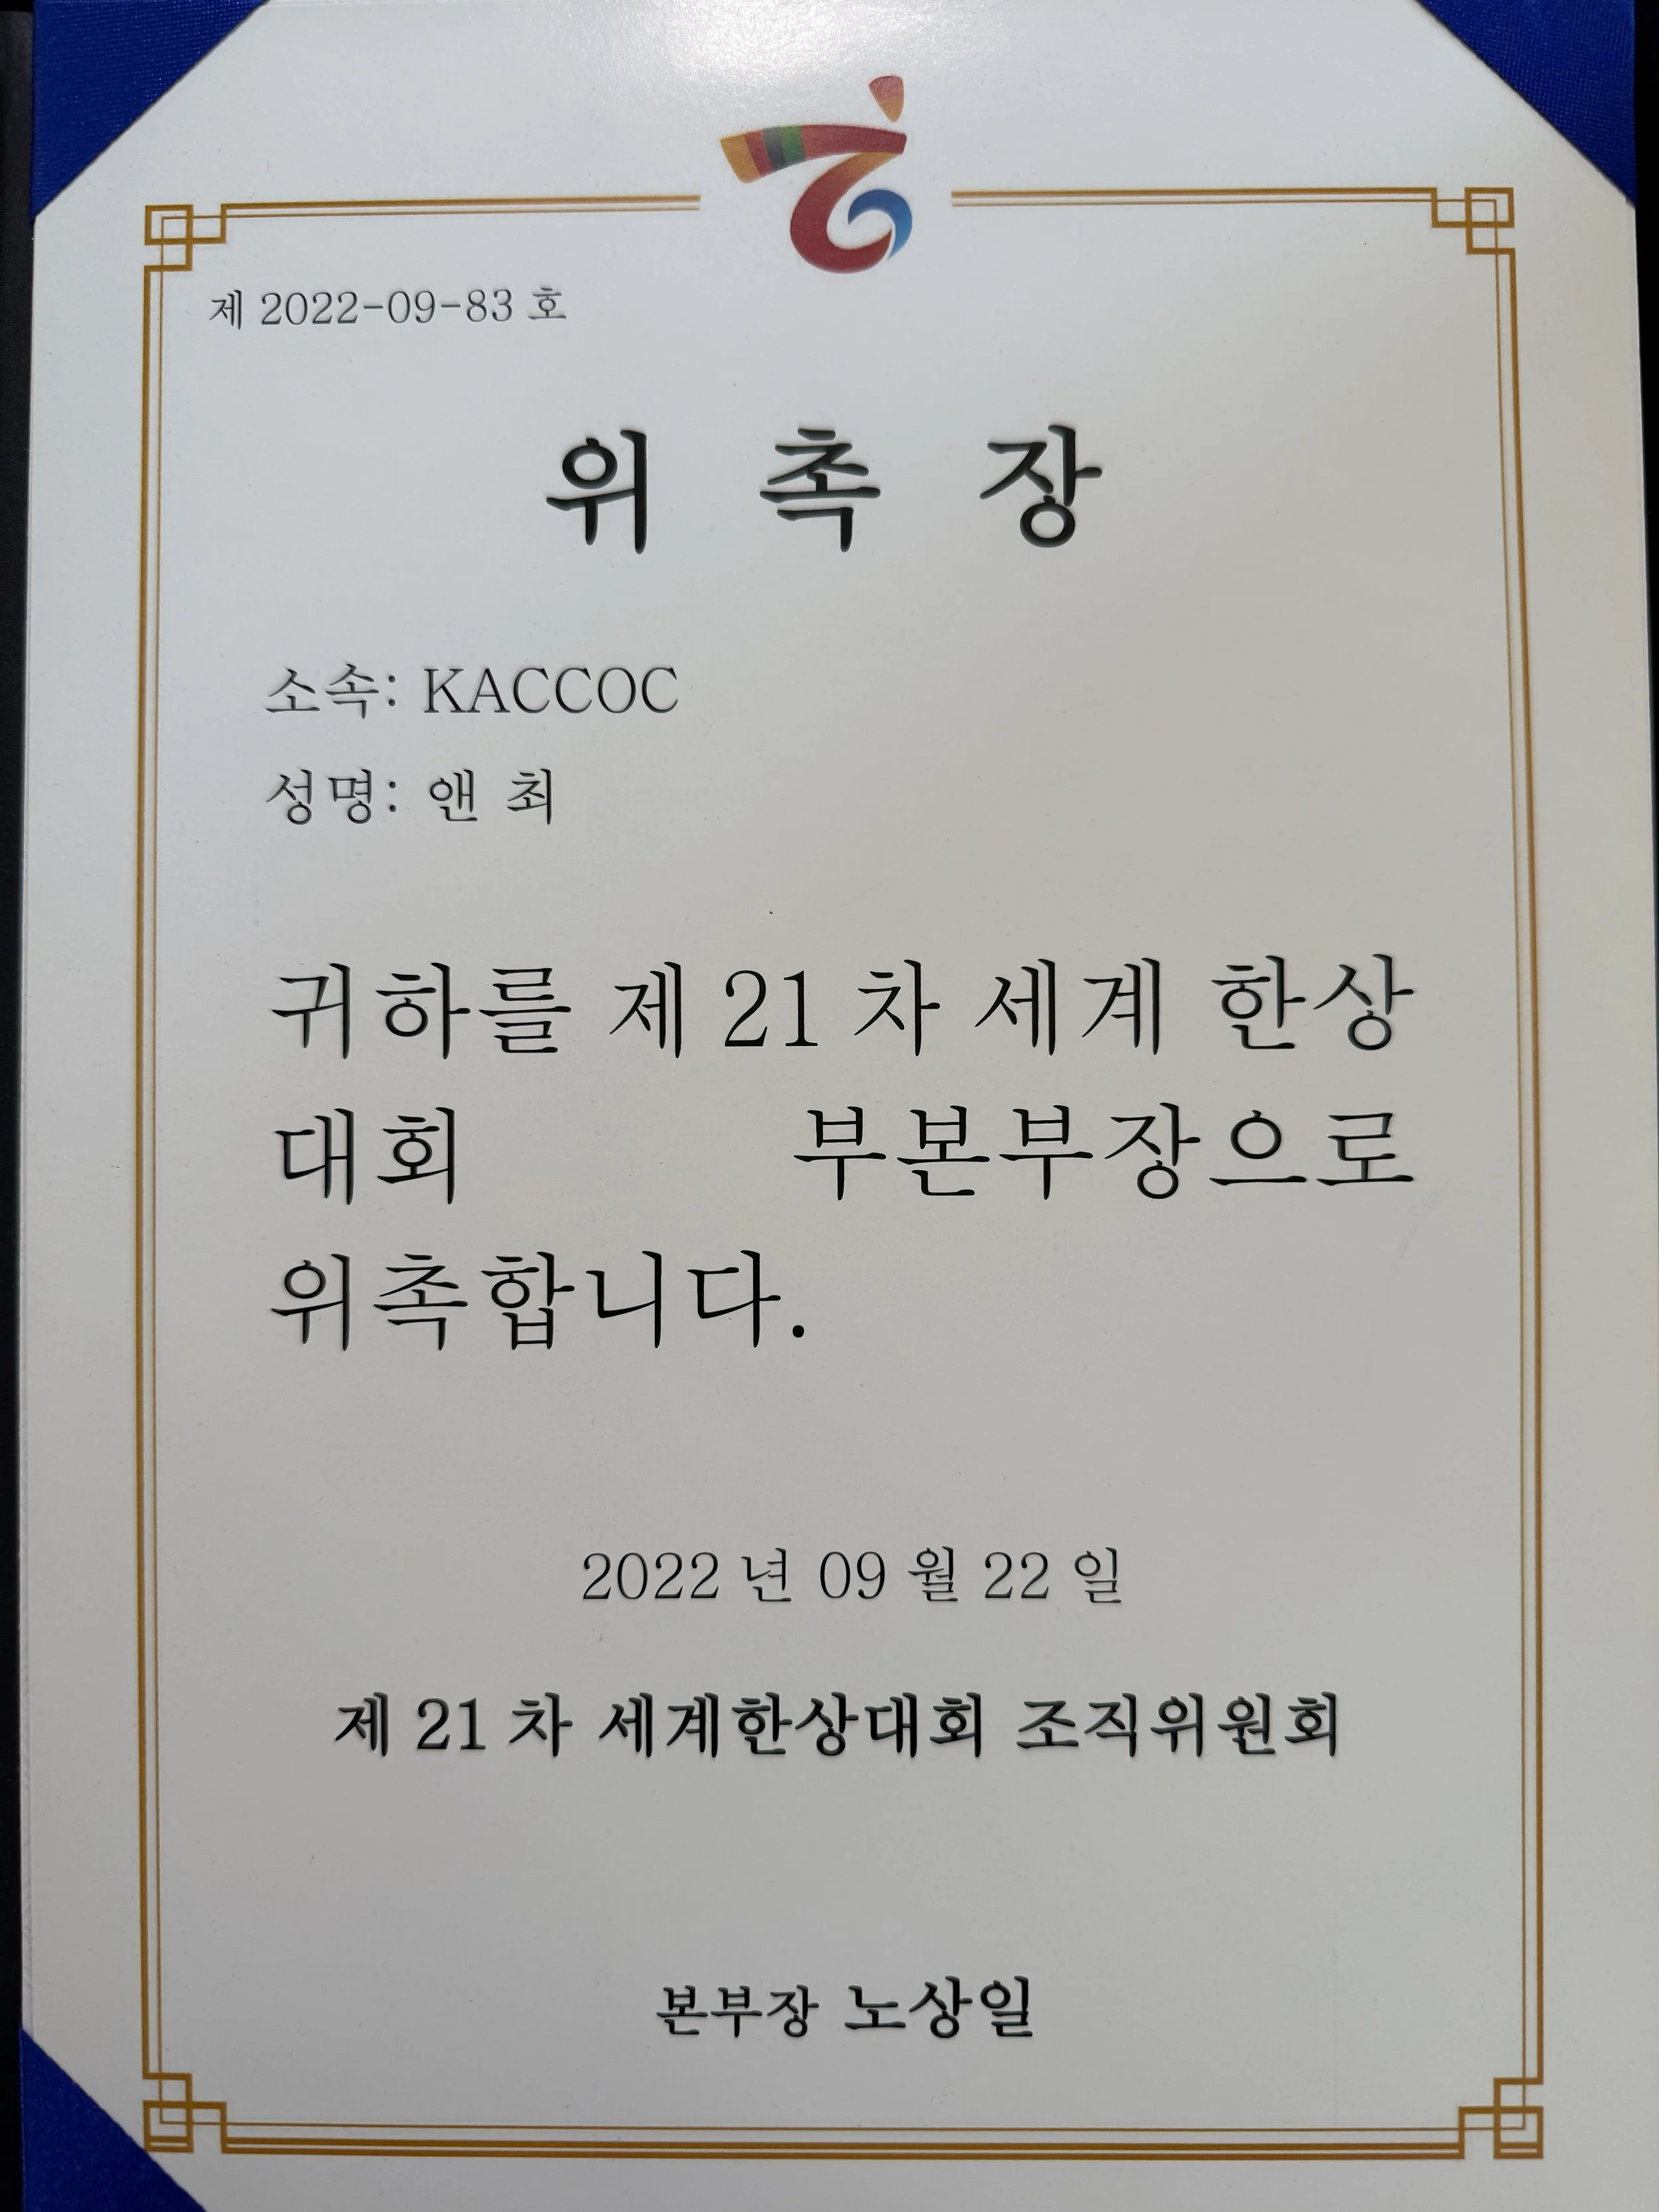 제 2022-09-83 호
위 촉 장
소속: KACCOC
성명: 앤 최
귀하를 제 21 차 세계 한상
대회 부본부장으로
위촉합니다.
2022 년 09 월 22 일
제 21 차 세계한상대회 조직위원회
본부장 노상일